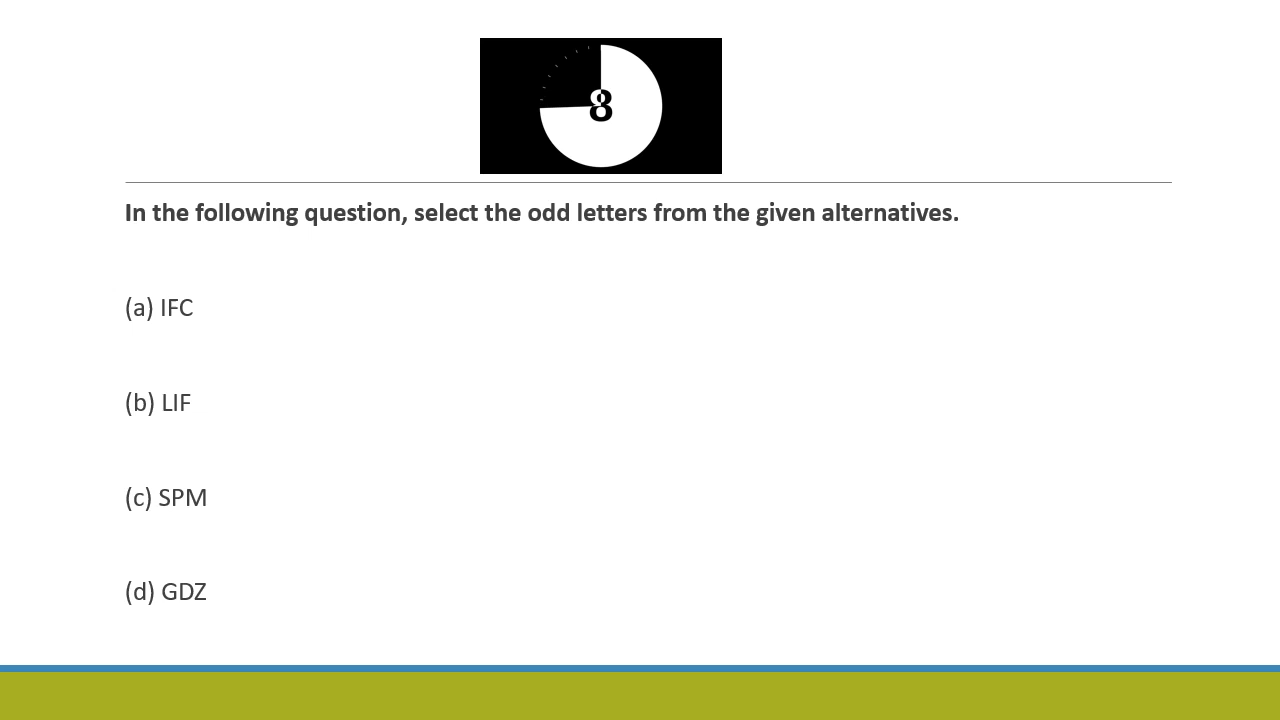 8
In the following question, select the odd letters from the given alternatives.
(a) IFC
(b) LIF
(c) SPM
(d) GDZ